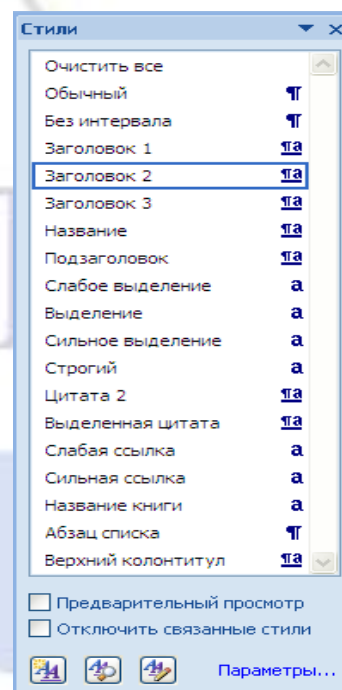 Стили
Очистить все
Обычный ¶
Без интервала ¶
Заголовок 1 ¶a
Заголовок 2 ¶a
Заголовок 3 ¶a
Название ¶a
Подзаголовок ¶a
Слабое выделение a
Выделение a
Сильное выделение a
Строгий a
Цитата 2 ¶a
Выделенная цитата ¶a
Слабая ссылка a
Сильная ссылка a
Название книги a
Абзац списка ¶
Верхний колонтитул ¶a
Предварительный просмотр
Отключить связанные стили
Параметры...